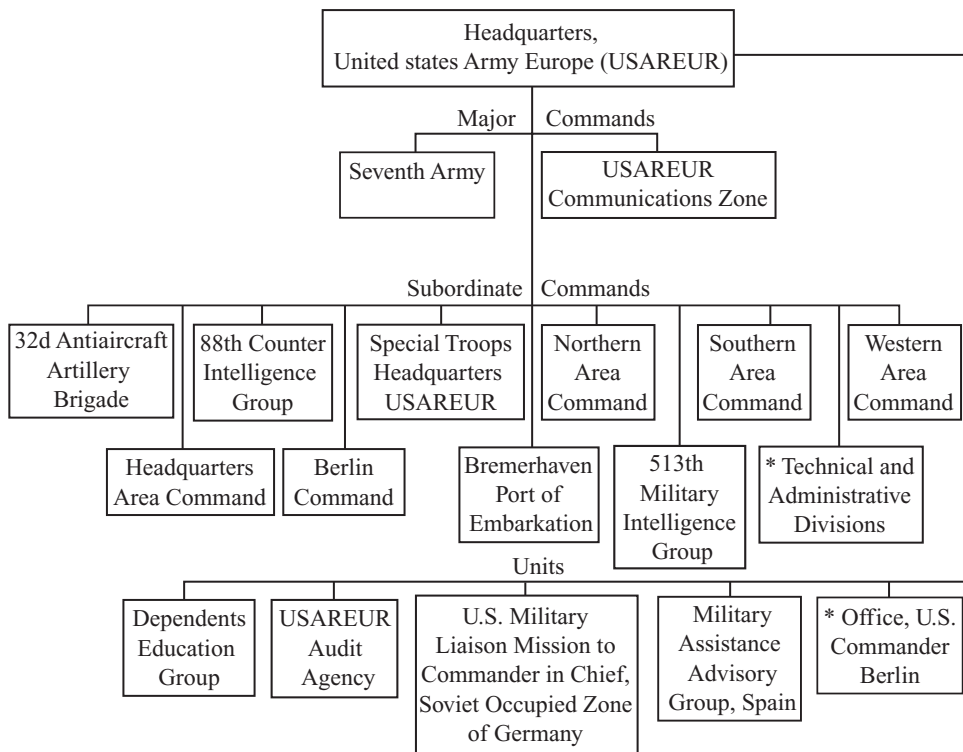 Headquarters,
United states Army Europe (USAREUR)
Major Commands
Seventh Army
USAREUR
Communications Zone
Subordinate Commands
32d Antiaircraft
Artillery
Brigade
88th Counter
Intelligence
Group
Special Troops
Headquarters
USAREUR
Northern
Area
Command
Southern
Area
Command
Western
Area
Command
Headquarters
Area Command
Berlin
Command
Bremerhaven
Port of
Embarkation
513th
Military
Intelligence
Group
* Technical and
Administrative
Divisions
Units
Dependents
Education
Group
USAREUR
Audit
Agency
U.S. Military
Liaison Mission to
Commander in Chief,
Soviet Occupied Zone
of Germany
Military
Assistance
Advisory
Group, Spain
* Office, U.S.
Commander
Berlin